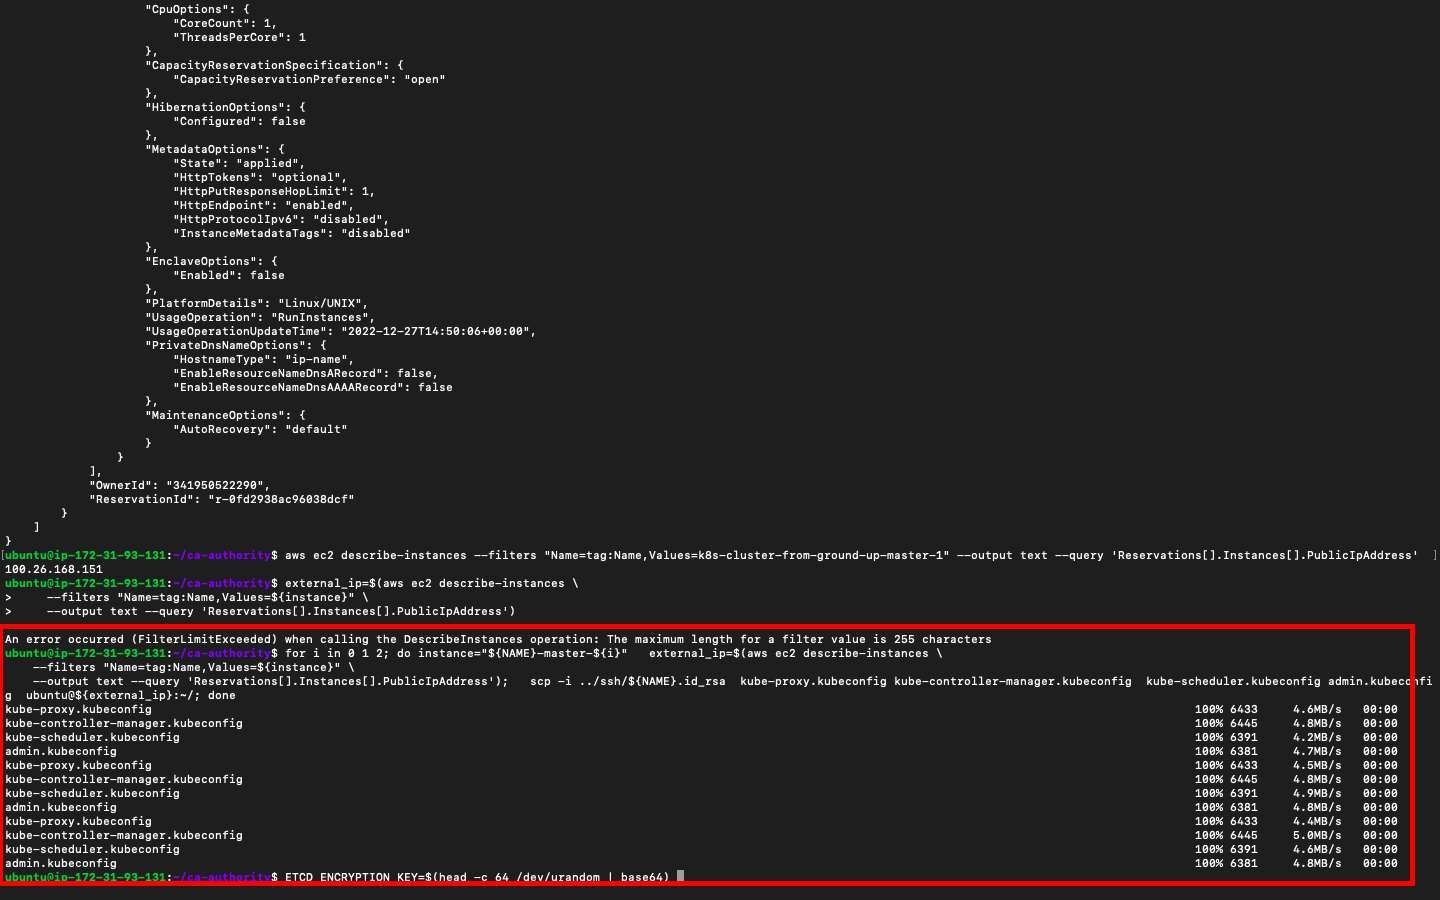 "CpuOptions": {
"CoreCount": 1,
"ThreadsPerCore": 1
},
"CapacityReservationSpecification": {
"CapacityReservationPreference": "open"
},
"HibernationOptions": {
"Configured": false
},
"MetadataOptions": {
"State": "applied",
"HttpTokens": "optional",
"HttpPutResponseHopLimit": 1,
"HttpEndpoint": "enabled",
"HttpProtocolIpv6": "disabled",
"InstanceMetadataTags": "disabled"
},
"EnclaveOptions": {
"Enabled": false
},
"PlatformDetails": "Linux/UNIX",
"UsageOperation": "RunInstances",
"UsageOperationUpdateTime": "2022-12-27T14:50:06+00:00",
"PrivateDnsNameOptions": {
"HostnameType": "ip-name",
"EnableResourceNameDnsARecord": false,
"EnableResourceNameDnsAAAARecord": false
},
"MaintenanceOptions": {
"AutoRecovery": "default"
}
}
],
"OwnerId": "341950522290",
"ReservationId": "r-0fd2938ac96038dcf"
}
]
}
[ubuntu@ip-172-31-93-131:~/ca-authority$ aws ec2 describe-instances --filters "Name=tag:Name,Values=k8s-cluster-from-ground-up-master-1" --output text --query 'Reservations[].Instances[].PublicIpAddress' ]
100.26.168.151
ubuntu@ip-172-31-93-131:~/ca-authority$ external_ip=$(aws ec2 describe-instances \
> --filters "Name=tag:Name,Values=${instance}" \
> --output text --query 'Reservations[].Instances[].PublicIpAddress')
An error occurred (FilterLimitExceeded) when calling the DescribeInstances operation: The maximum length for a filter value is 255 characters
ubuntu@ip-172-31-93-131:~/ca-authority$ for i in 0 1 2; do instance="${NAME}-master-${i}" external_ip=$(aws ec2 describe-instances \
--filters "Name=tag:Name,Values=${instance}" \
--output text --query 'Reservations[].Instances[].PublicIpAddress'); scp -i ../ssh/${NAME}.id_rsa kube-proxy.kubeconfig kube-controller-manager.kubeconfig kube-scheduler.kubeconfig admin.kubeconfi
g ubuntu@${external_ip}:~/; done
kube-proxy.kubeconfig 100% 6433 4.6MB/s 00:00
kube-controller-manager.kubeconfig 100% 6445 4.8MB/s 00:00
kube-scheduler.kubeconfig 100% 6391 4.2MB/s 00:00
admin.kubeconfig 100% 6381 4.7MB/s 00:00
kube-proxy.kubeconfig 100% 6433 4.5MB/s 00:00
kube-controller-manager.kubeconfig 100% 6445 4.8MB/s 00:00
kube-scheduler.kubeconfig 100% 6391 4.9MB/s 00:00
admin.kubeconfig 100% 6381 4.8MB/s 00:00
kube-proxy.kubeconfig 100% 6433 4.4MB/s 00:00
kube-controller-manager.kubeconfig 100% 6445 5.0MB/s 00:00
kube-scheduler.kubeconfig 100% 6391 4.6MB/s 00:00
admin.kubeconfig 100% 6381 4.8MB/s 00:00
ubuntu@ip-172-31-93-131:~/ca-authority$ ETCD_ENCRYPTION_KEY=$(head -c 64 /dev/urandom | base64)